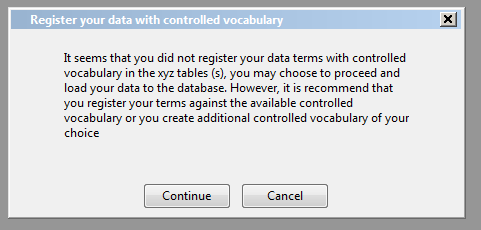 Register your data with controlled vocabulary
It seems that you did not register your data terms with controlled
vocabulary in the xyz tables (s), you may choose to proceed and
load your data to the database. However, it is recommend that
you register your terms against the available controlled
vocabulary or you create additional controlled vocabulary of your
choice
Continue Cancel